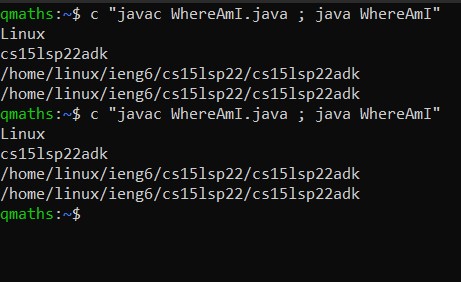 qmaths:~$ c "javac WhereAmI.java ; java WhereAmI"
Linux
cs15lsp22adk
/home/linux/ieng6/cs15lsp22/cs15lsp22adk
/home/linux/ieng6/cs15lsp22/cs15lsp22adk
qmaths:~$ c "javac WhereAmI.java ; java WhereAmI"
Linux
cs15lsp22adk
/home/linux/ieng6/cs15lsp22/cs15lsp22adk
/home/linux/ieng6/cs15lsp22/cs15lsp22adk
qmaths:~$